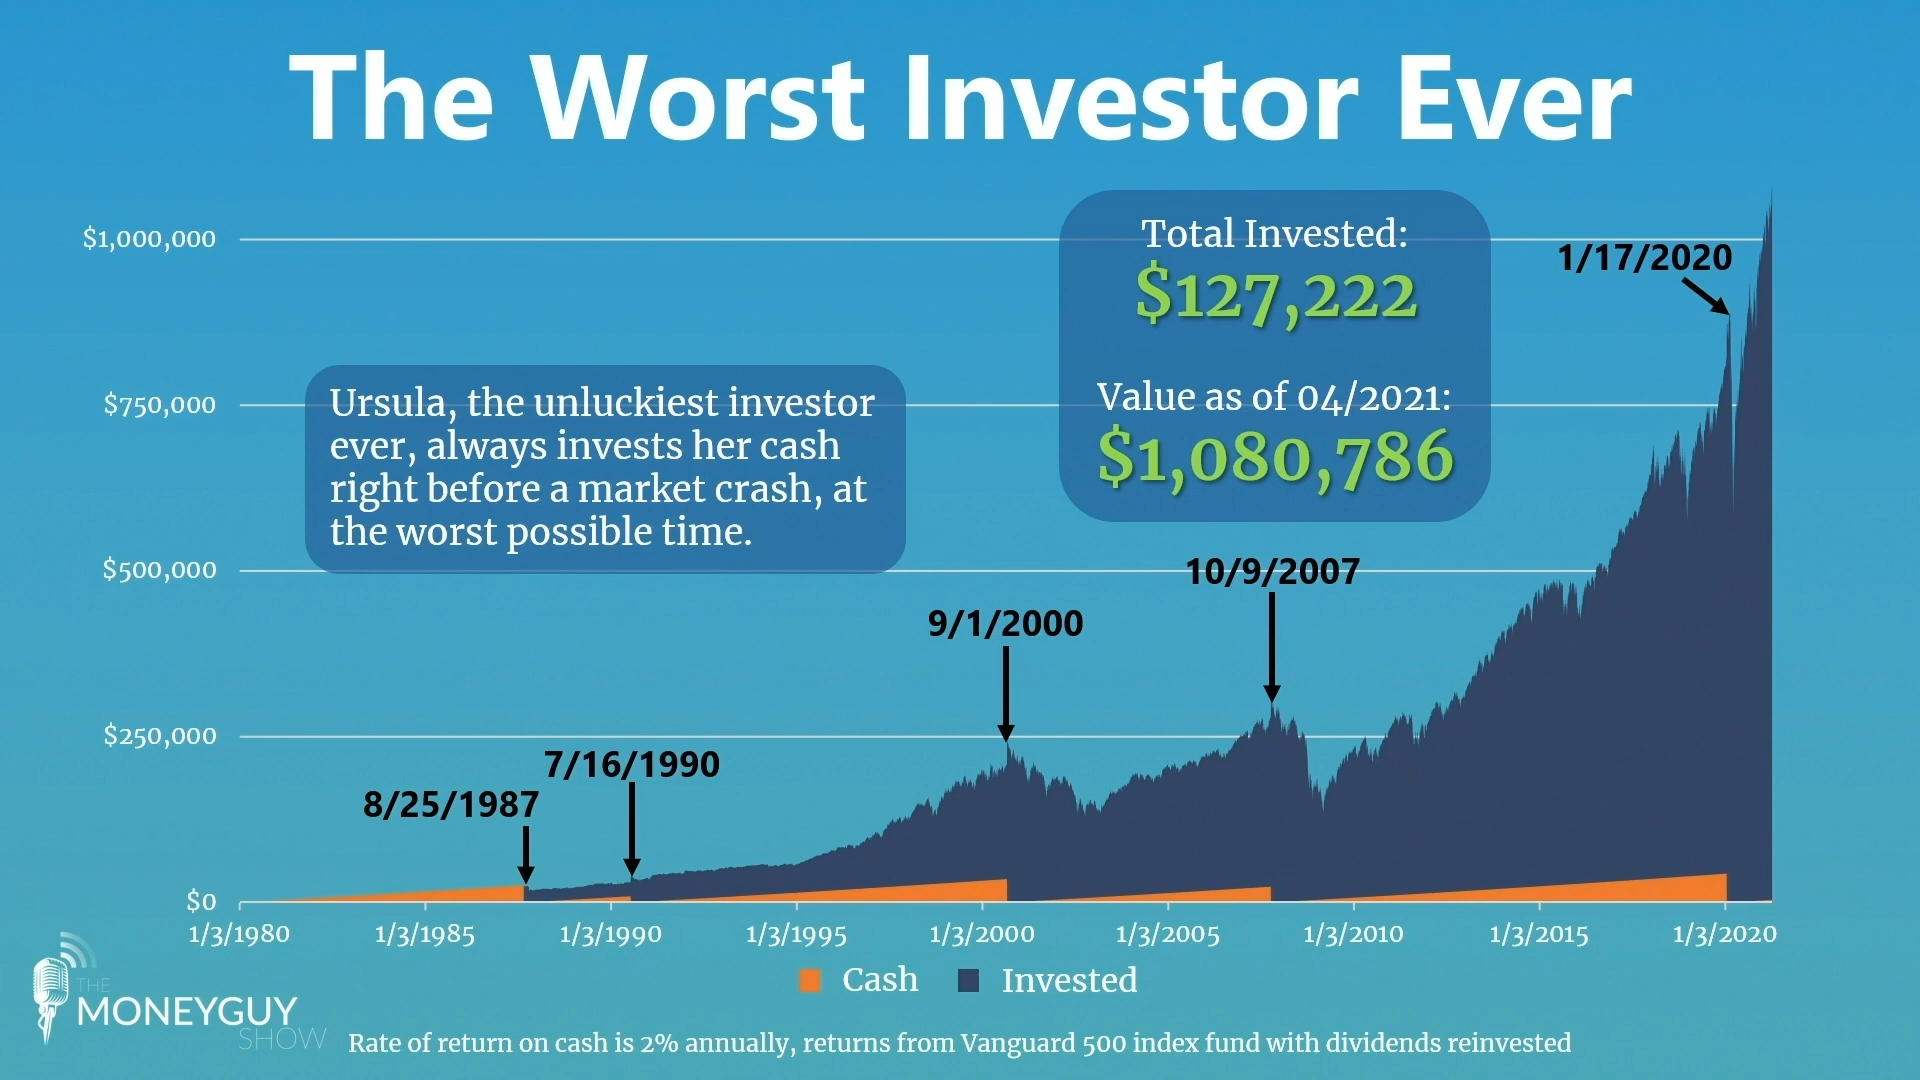 The Worst Investor Ever
Total Invested:
$127,222
Value as of 04/2021:
$1,080,786
Ursula, the unluckiest investor
ever, always invests her cash
right before a market crash, at
the worst possible time.
$1,000,000
$750,000
$500,000
$250,000
$0
8/25/1987
7/16/1990
9/1/2000
10/9/2007
1/17/2020
1/3/1980
1/3/1985
1/3/1990
1/3/1995
1/3/2000
1/3/2005
1/3/2010
1/3/2015
1/3/2020
Cash
Invested
THE
MONEYGUY
SHOW
Rate of return on cash is 2% annually, returns from Vanguard 500 index fund with dividends reinvested